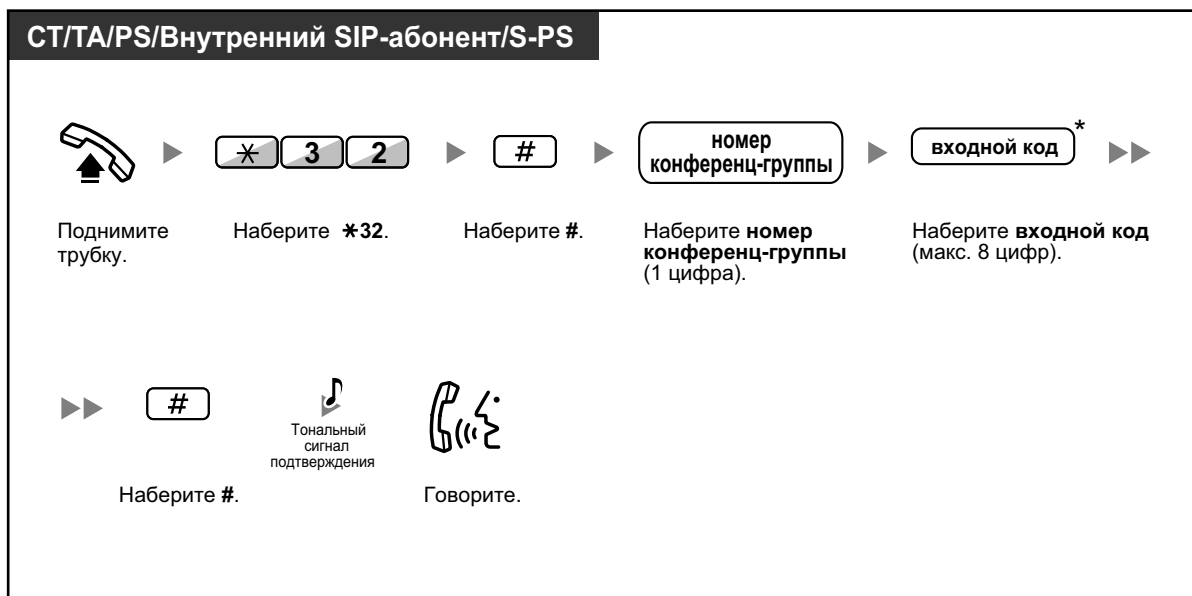 СТ/ТА/PS/Внутренний SIP-абонент/S-PS
✳ 3 2 # номер конференц-группы входной код *
Поднимите трубку.
Наберите ✳32.
Наберите #.
Наберите номер конференц-группы (1 цифра).
Наберите входной код (макс. 8 цифр).
#
Тональный сигнал подтверждения
Наберите #.
Говорите.